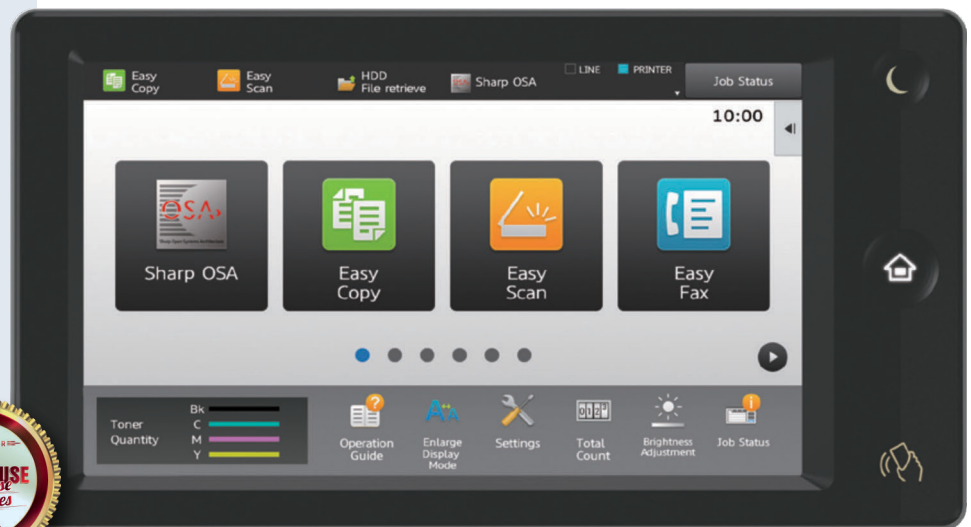 Easy
Copy
Easy
Scan
HDD
File retrieve
Sharp OSA
LINE
PRINTER
Job Status
10:00
OSA
Sharp OSA
Easy
Copy
Easy
Scan
Easy
Fax
Toner
Quantity
Bk
C
M
Y
Operation
Guide
Enlarge
Display
Mode
Settings
Total
Count
Brightness
Adjustment
Job Status